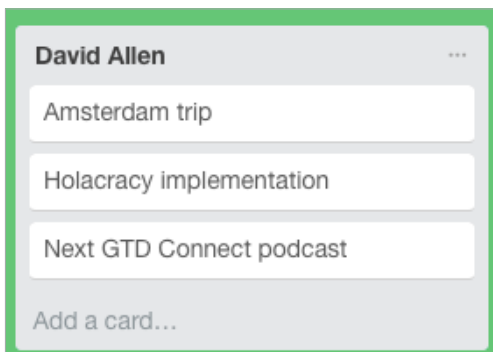 David Allen
Amsterdam trip
Holacracy implementation
Next GTD Connect podcast
Add a card...